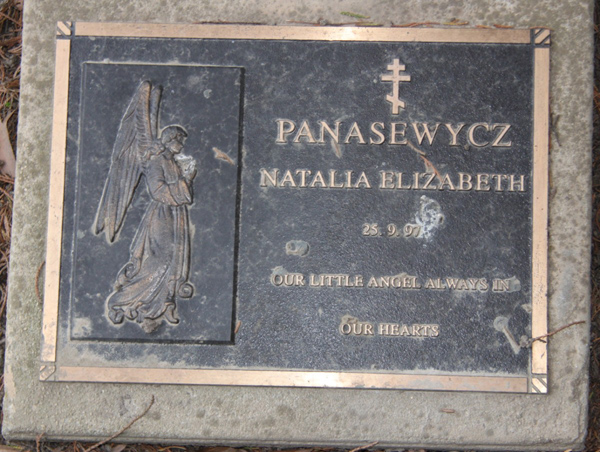 PANASEWYCZ
NATALIA ELIZABETH
25. 9. 97
OUR LITTLE ANGEL ALWAYS IN
OUR HEARTS